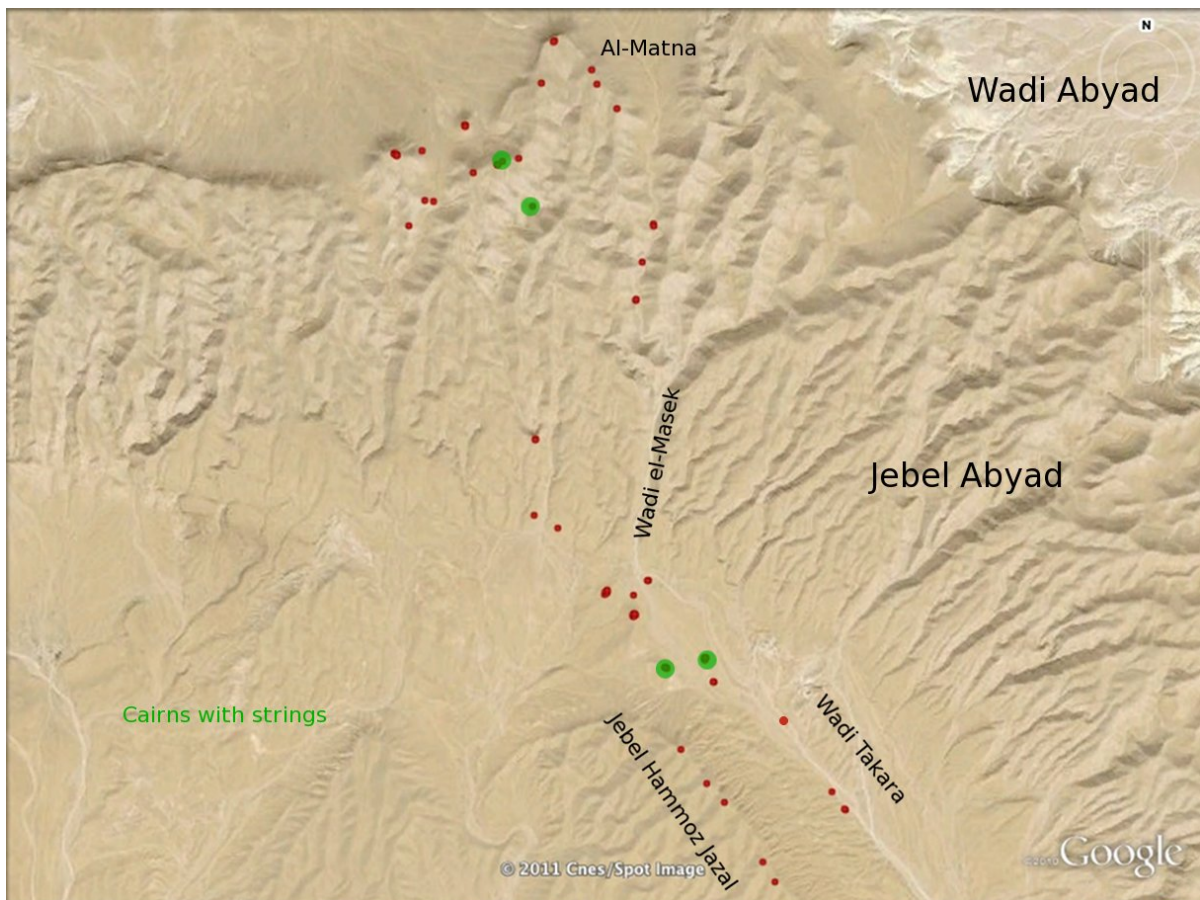 N
Al-Matna
Wadi Abyad
Wadi el-Masek
Jebel Abyad
Cairns with strings
Jebel Hammoz Jazal
Wadi Takara
© 2011 Cnes/Spot Image
©2010 Google